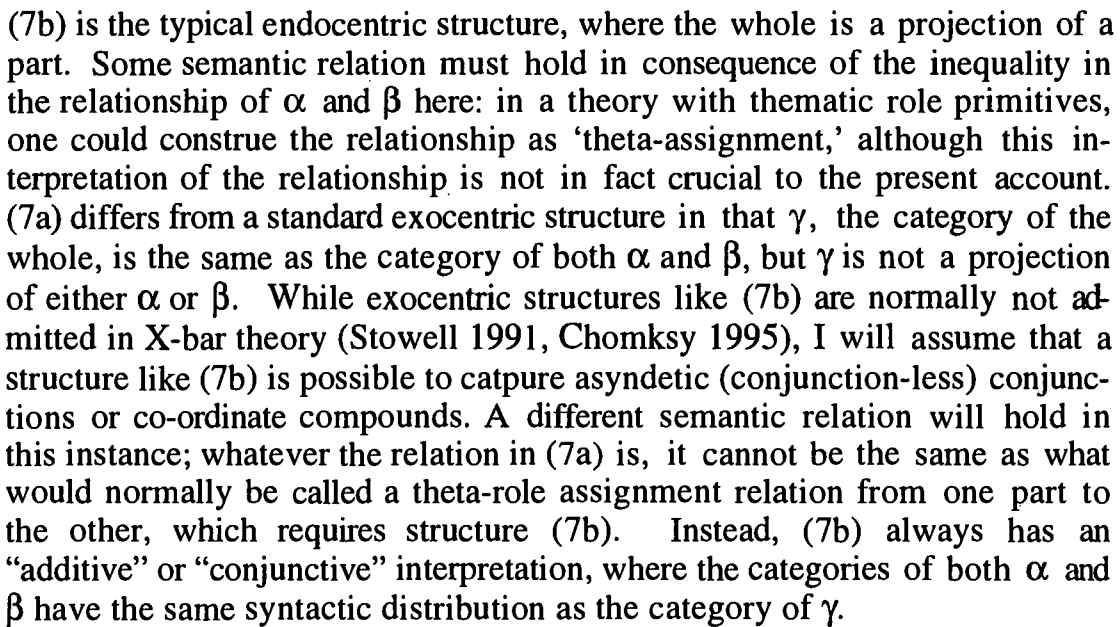 (7b) is the typical endocentric structure, where the whole is a projection of a
part. Some semantic relation must hold in consequence of the inequality in
the relationship of α and β here: in a theory with thematic role primitives,
one could construe the relationship as ‘theta-assignment,’ although this in-
terpretation of the relationship is not in fact crucial to the present account.
(7a) differs from a standard exocentric structure in that γ, the category of the
whole, is the same as the category of both α and β, but γ is not a projection
of either α or β. While exocentric structures like (7b) are normally not ad-
mitted in X-bar theory (Stowell 1991, Chomksy 1995), I will assume that a
structure like (7b) is possible to catpure asyndetic (conjunction-less) conjunc-
tions or co-ordinate compounds. A different semantic relation will hold in
this instance; whatever the relation in (7a) is, it cannot be the same as what
would normally be called a theta-role assignment relation from one part to
the other, which requires structure (7b). Instead, (7b) always has an
“additive” or “conjunctive” interpretation, where the categories of both α and
β have the same syntactic distribution as the category of γ.